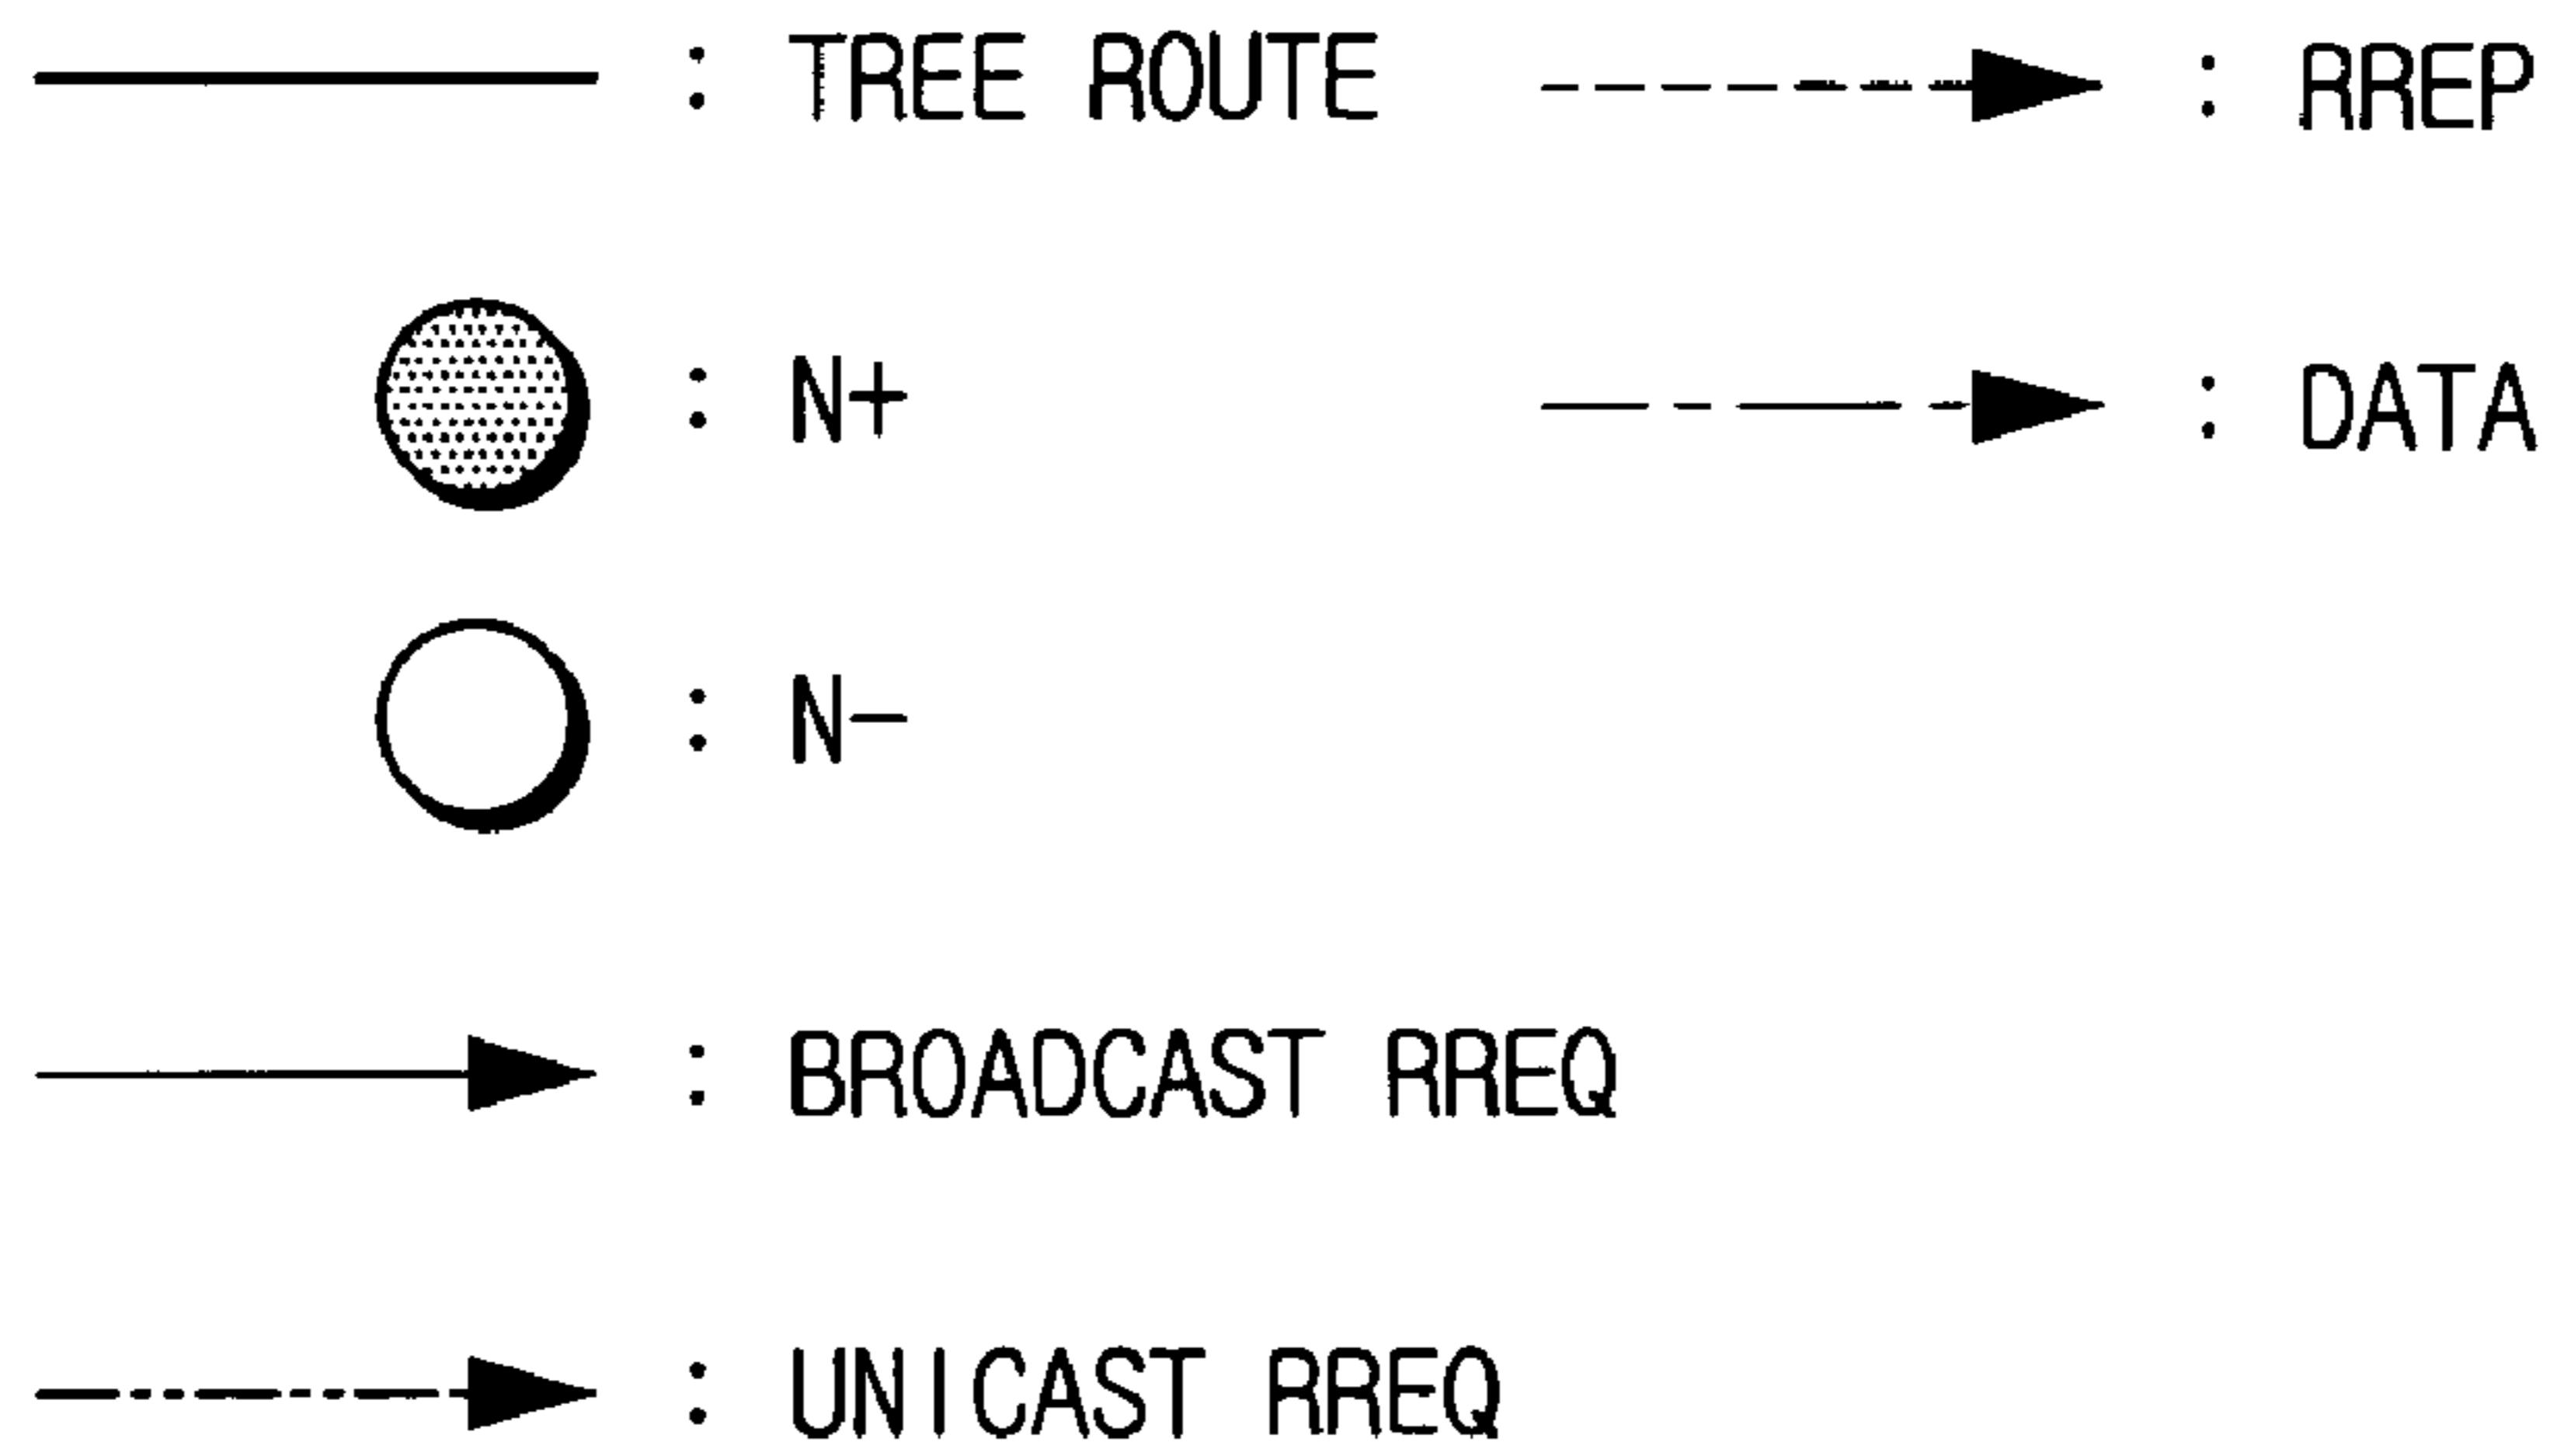 : TREE ROUTE
: RREP
: N+
: DATA
: N-
: BROADCAST RREQ
: UNICAST RREQ